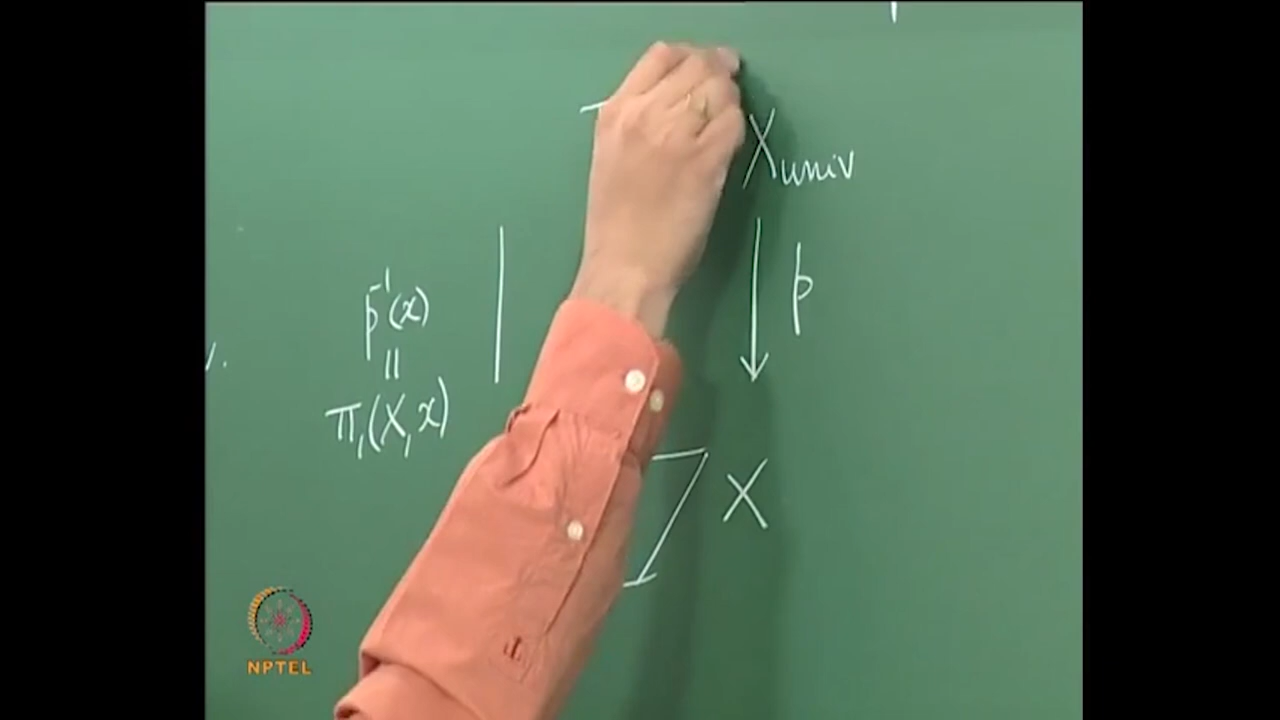 X_univ
p
p⁻¹(x)
=
π₁(X, x)
X
NPTEL